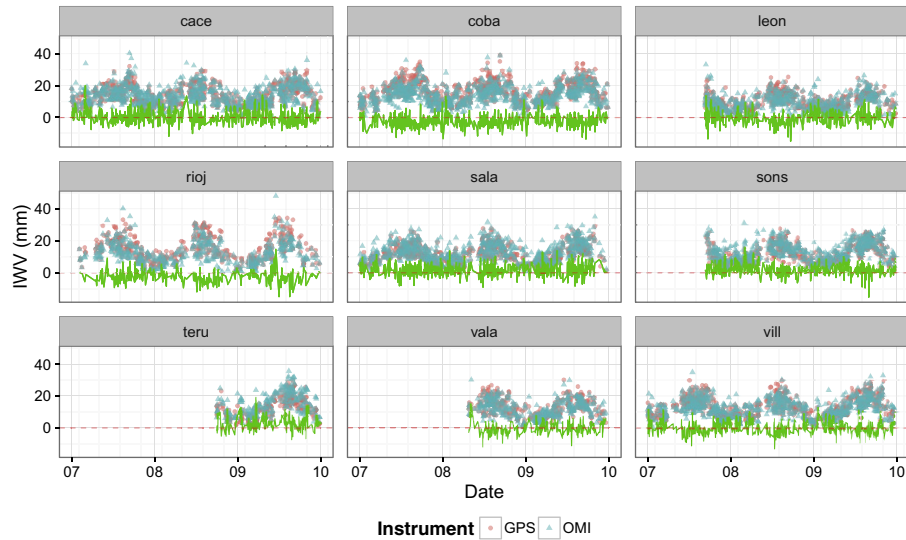 cace coba leon
40
20
0
rioj sala sons
IWV (mm)
40
20
0
teru vala vill
40
20
0
07 08 09 10 07 08 09 10 07 08 09 10
Date
Instrument GPS OMI